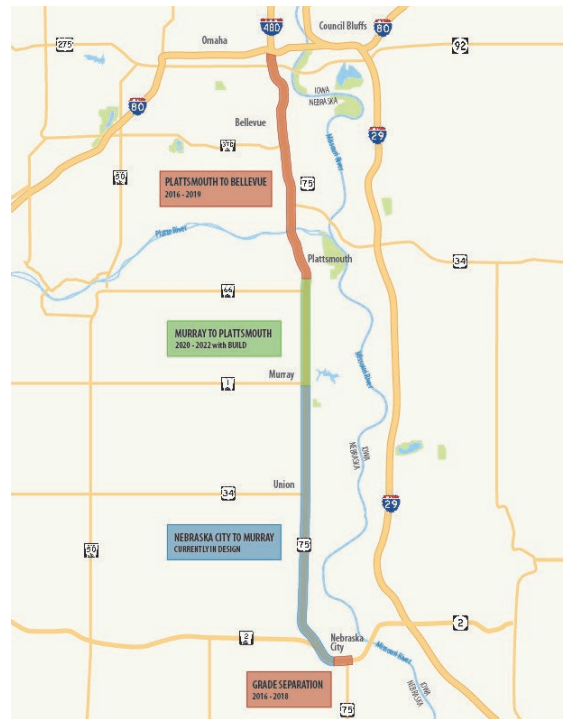 480
Council Bluffs
80
Omaha
275
92
80
IOWA
NEBRASKA
Bellevue
370
Missouri River
29
50
PLATTSMOUTH TO BELLEVUE
2016 - 2019
75
Platte River
34
Plattsmouth
66
MURRAY TO PLATTSMOUTH
2020 - 2022 with BUILD
Missouri River
Murray
1
IOWA
NEBRASKA
Union
34
29
NEBRASKA CITY TO MURRAY
CURRENTLY IN DESIGN
75
50
2
2
Nebraska
City
Missouri River
GRADE SEPARATION
2016 - 2018
75
IOWA
NEBRASKA